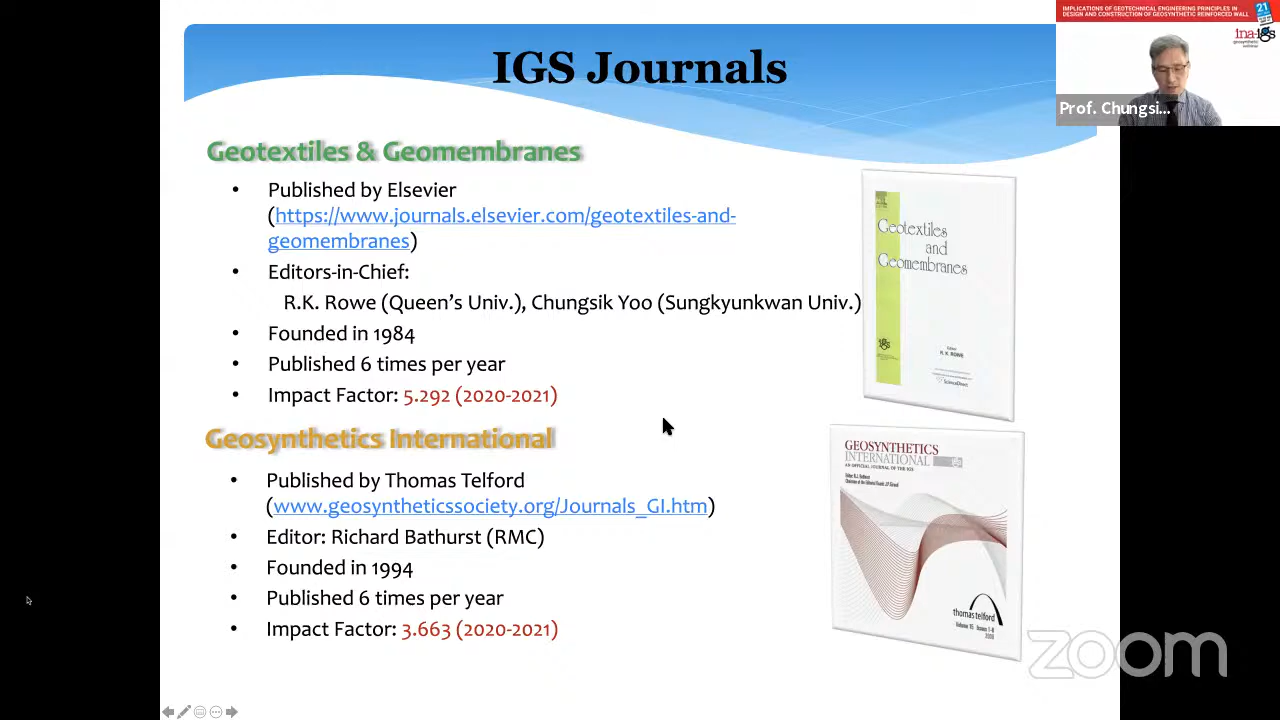 IMPLICATIONS OF GEOTECHNICAL ENGINEERING PRINCIPLES IN
DESIGN AND CONSTRUCTION OF GEOSYNTHETIC REINFORCED WALL
21
ina-igs
Prof. Chungsi...
IGS Journals
Geotextiles & Geomembranes
• Published by Elsevier
(https://www.journals.elsevier.com/geotextiles-and-
geomembranes)
• Editors-in-Chief:
R.K. Rowe (Queen's Univ.), Chungsik Yoo (Sungkyunkwan Univ.)
• Founded in 1984
• Published 6 times per year
• Impact Factor: 5.292 (2020-2021)
Geotextiles
and
Geomembranes
Editor
R. K. ROWE
ScienceDirect
Geosynthetics International
• Published by Thomas Telford
(www.geosyntheticssociety.org/Journals_GI.htm)
• Editor: Richard Bathurst (RMC)
• Founded in 1994
• Published 6 times per year
• Impact Factor: 3.663 (2020-2021)
GEOSYNTHETICS
INTERNATIONAL
AN OFFICIAL JOURNAL OF THE IGS
thomas telford
zoom